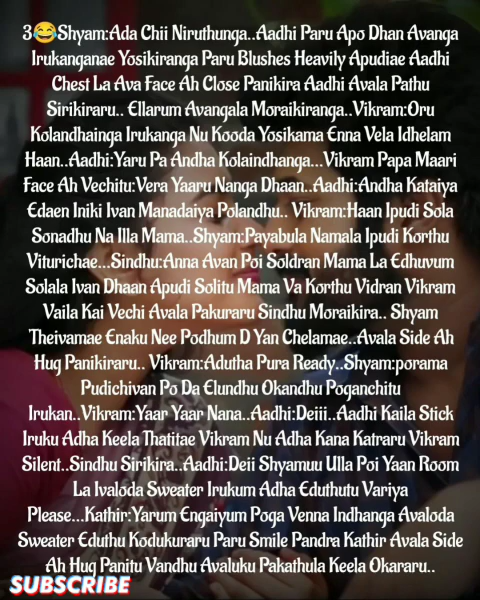 3😂Shyam:Ada Chii Niruthunga..Aadhi Paru Apo Dhan Avanga
Irukanganae Yosikiranga Paru Blushes Heavily Apudiae Aadhi
Chest La Ava Face Ah Close Panikira Aadhi Avala Pathu
Sirikiraru.. Ellarum Avangala Moraikiranga..Vikram:Oru
Kolandhainga Irukanga Nu Kooda Yosikama Enna Vela Idhelam
Haan..Aadhi:Yaru Pa Andha Kolaindhanga...Vikram Papa Maari
Face Ah Vechitu:Vera Yaaru Nanga Dhaan..Aadhi:Andha Kataiya
Edaen Iniki Ivan Manadaiya Polandhu.. Vikram:Haan Ipudi Sola
Sonadhu Na Illa Mama..Shyam:Payabula Namala Ipudi Korthu
Viturichae...Sindhu:Anna Avan Poi Soldran Mama La Edhuvum
Solala Ivan Dhaan Apudi Solitu Mama Va Korthu Vidran Vikram
Vaila Kai Vechi Avala Pakuraru Sindhu Moraikira.. Shyam
Theivamae Enaku Nee Podhum D Yan Chelamae..Avala Side Ah
Hug Panikiraru.. Vikram:Adutha Pura Ready..Shyam:porama
Pudichivan Po Da Elundhu Okandhu Poganchitu
Irukan..Vikram:Yaar Yaar Nana..Aadhi:Deiii..Aadhi Kaila Stick
Iruku Adha Keela Thatitae Vikram Nu Adha Kana Katraru Vikram
Silent..Sindhu Sirikira..Aadhi:Deii Shyamuu Ulla Poi Yaan Room
La Ivaloda Sweater Irukum Adha Eduthutu Variya
Please...Kathir:Yarum Engaiyum Poga Venna Indhanga Avaloda
Sweater Eduthu Kodukuraru Paru Smile Pandra Kathir Avala Side
Ah Hug Panitu Vandhu Avaluku Pakathula Keela Okararu..
SUBSCRIBE